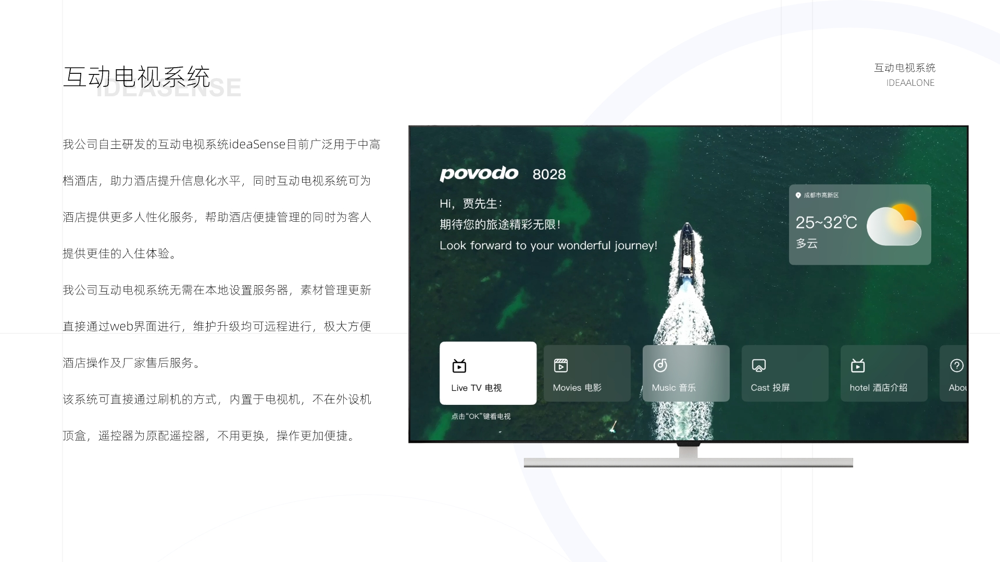 互动电视系统
IDEASENSE
互动电视系统
IDEAALONE
我公司自主研发的互动电视系统ideaSense目前广泛用于中高
档酒店，助力酒店提升信息化水平，同时互动电视系统可为
酒店提供更多人性化服务，帮助酒店便捷管理的同时为客人
提供更佳的入住体验。
我公司互动电视系统无需在本地设置服务器，素材管理更新
直接通过web界面进行，维护升级均可远程进行，极大方便
酒店操作及厂家售后服务。
该系统可直接通过刷机的方式，内置于电视机，不在外设机
顶盒，遥控器为原配遥控器，不用更换，操作更加便捷。
povodo 8028
Hi，贾先生：
期待您的旅途精彩无限！
Look forward to your wonderful journey!
成都市高新区
25~32℃
多云
Live TV 电视
Movies 电影
Music 音乐
Cast 投屏
hotel 酒店介绍
Abou
点击“OK”键看电视